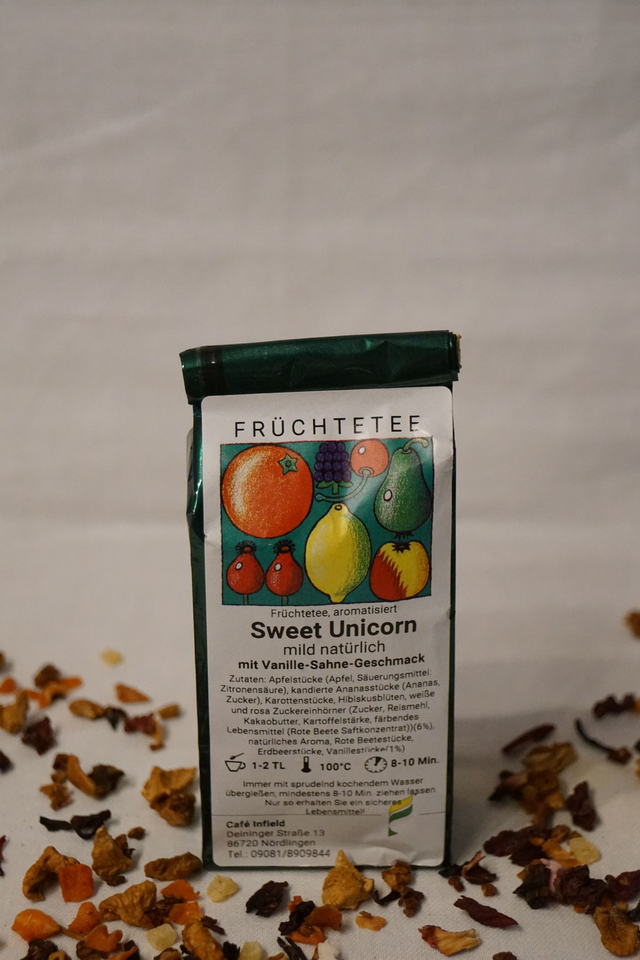 FRÜCHTETEE
Früchtetee, aromatisiert
Sweet Unicorn
mild natürlich
mit Vanille-Sahne-Geschmack
Zutaten: Apfelstücke (Apfel, Säuerungsmittel:
Zitronensäure), kandierte Ananasstücke (Ananas,
Zucker), Karottenstücke, Hibiskusblüten, weiße
und rosa Zuckereinhörner (Zucker, Reismehl,
Kakaobutter, Kartoffelstärke, färbendes
Lebensmittel (Rote Beete Saftkonzentrat))(6%),
natürliches Aroma, Rote Beetestücke,
Erdbeerstücke, Vanillestücke(1%)
1-2 TL 100°C 8-10 Min.
Immer mit sprudelnd kochendem Wasser
übergießen, mindestens 8-10 Min. ziehen lassen.
Nur so erhalten Sie ein sicheres
Lebensmittel!
Café Infield
Deininger Straße 13
86720 Nördlingen
Tel.: 09081/8909844